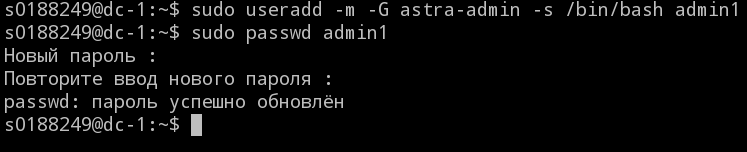 s0188249@dc-1:~$ sudo useradd -m -G astra-admin -s /bin/bash admin1
s0188249@dc-1:~$ sudo passwd admin1
Новый пароль :
Повторите ввод нового пароля :
passwd: пароль успешно обновлён
s0188249@dc-1:~$